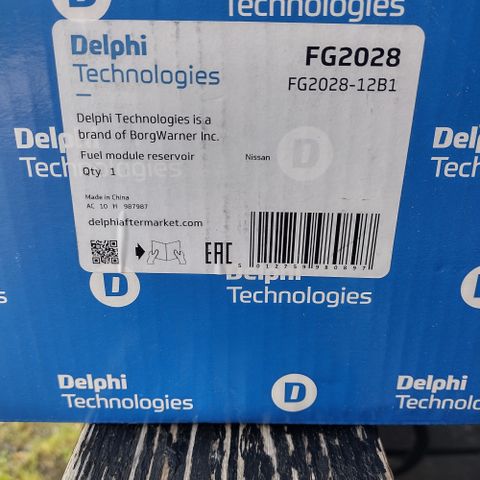 Technologies
Delphi
Technologies
FG2028
FG2028-12B1
Delphi Technologies is a
brand of BorgWarner Inc.
Fuel module reservoir
Nissan
Qty 1
Made in China
AC 10 H 987987
delphiaftermarket.com
EAC
D
Delphi
Technologies
Delphi
Technologies
D
Delphi
Technologies
D
Delphi
Technologies